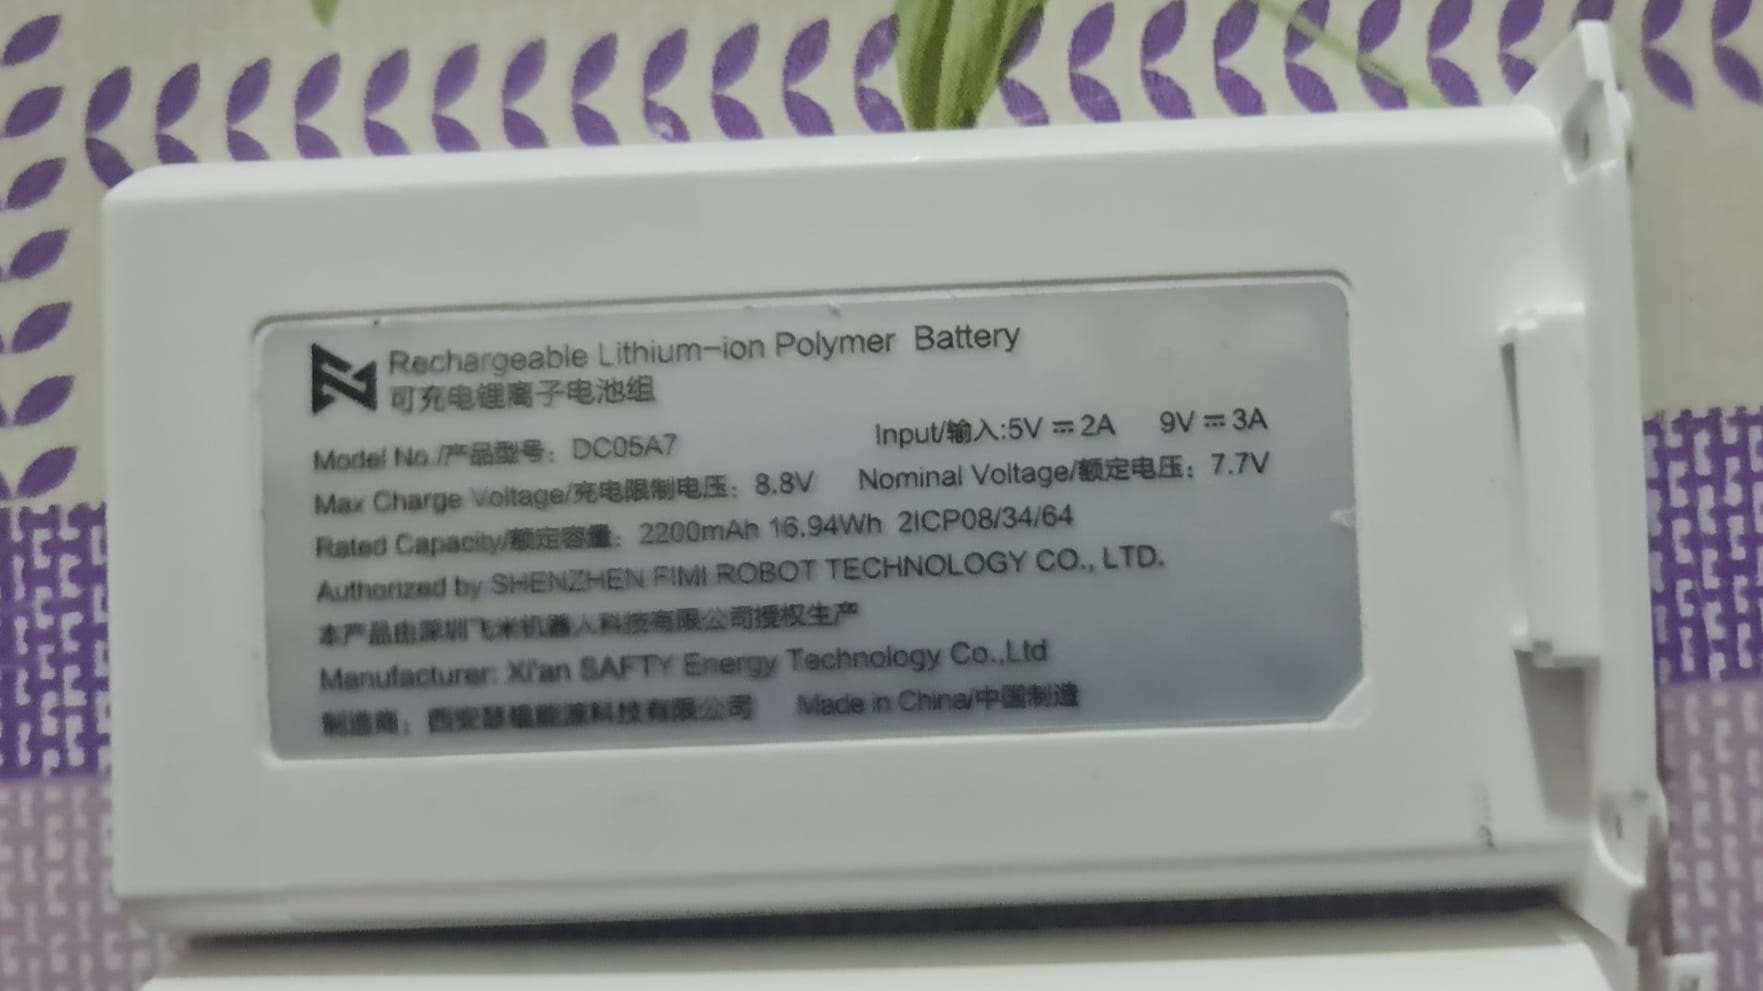 Rechargeable Lithium-ion Polymer Battery
可充电锂离子电池组
Model No./产品型号: DC05A7 Input/输入:5V ⎓ 2A 9V ⎓ 3A
Max Charge Voltage/充电限制电压: 8.8V Nominal Voltage/额定电压: 7.7V
Rated Capacity/额定容量: 2200mAh 16.94Wh 2ICP08/34/64
Authorized by SHENZHEN FIMI ROBOT TECHNOLOGY CO., LTD.
本产品由深圳飞米机器人科技有限公司授权生产
Manufacturer: Xi'an SAFTY Energy Technology Co.,Ltd
制造商: 西安 能源科技有限公司 Made in China/中国制造